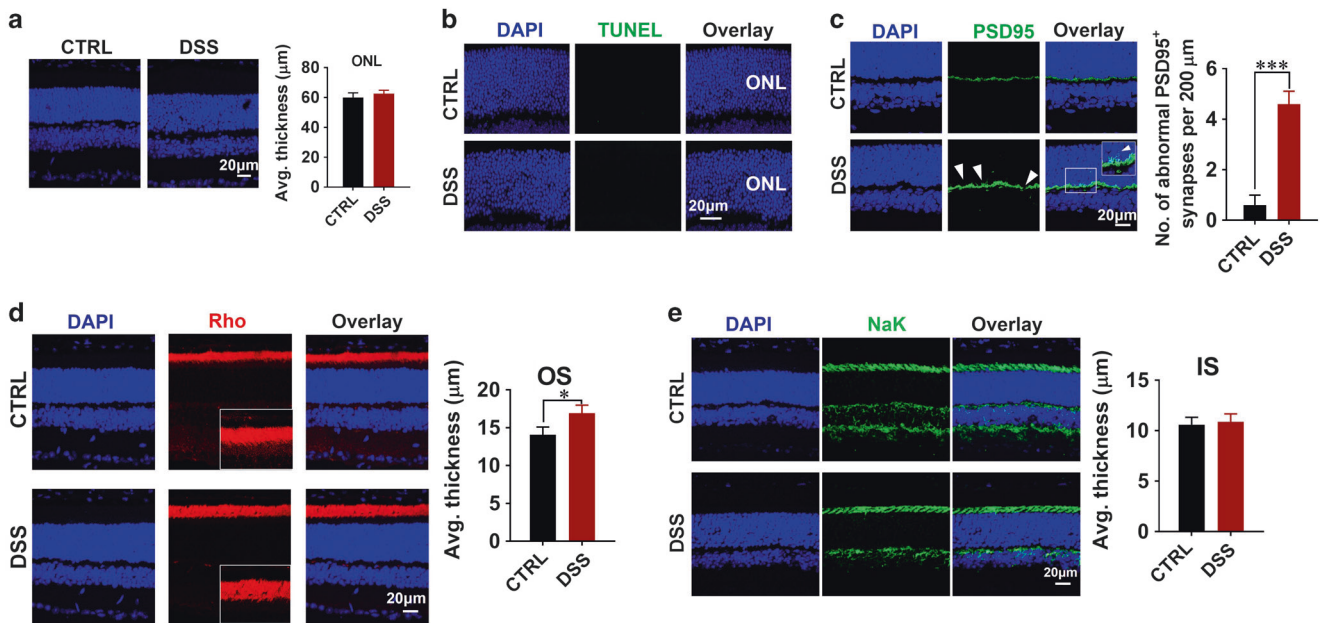 a
CTRL DSS
20μm
Avg. thickness (μm)
ONL
80
60
40
20
0
CTRL
DSS
b
DAPI TUNEL Overlay
CTRL
ONL
DSS
ONL
20μm
c
DAPI PSD95 Overlay
CTRL
DSS
20μm
No. of abnormal PSD95+
synapses per 200 μm
***
6
4
2
0
CTRL
DSS
d
DAPI Rho Overlay
CTRL
DSS
20μm
Avg. thickness (μm)
OS
*
20
15
10
5
0
CTRL
DSS
e
DAPI NaK Overlay
CTRL
DSS
20μm
Avg. thickness (μm)
IS
15
10
5
0
CTRL
DSS